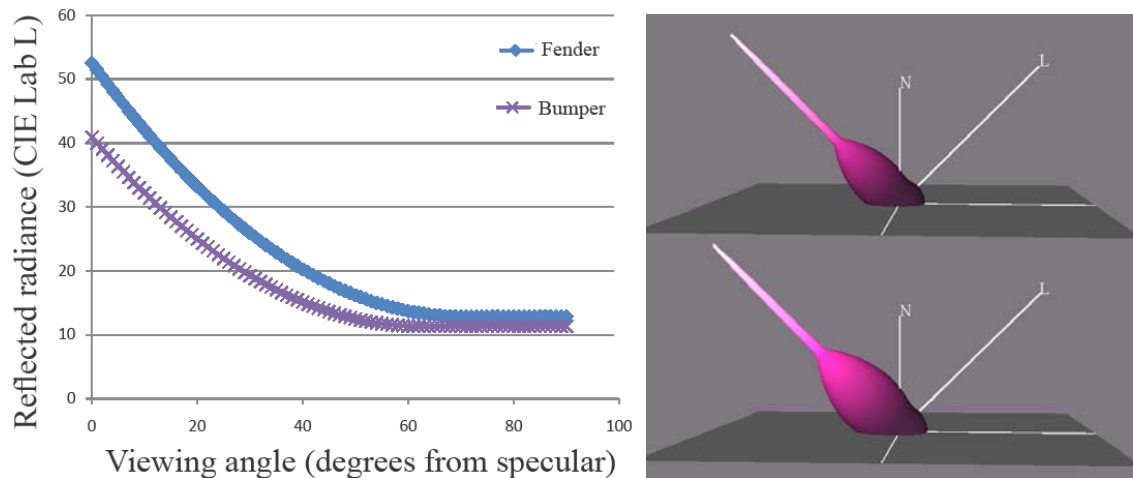 60
50
40
30
20
10
0
0 20 40 60 80 100
Reflected radiance (CIE Lab L)
Viewing angle (degrees from specular)
Fender
Bumper
N
L
N
L